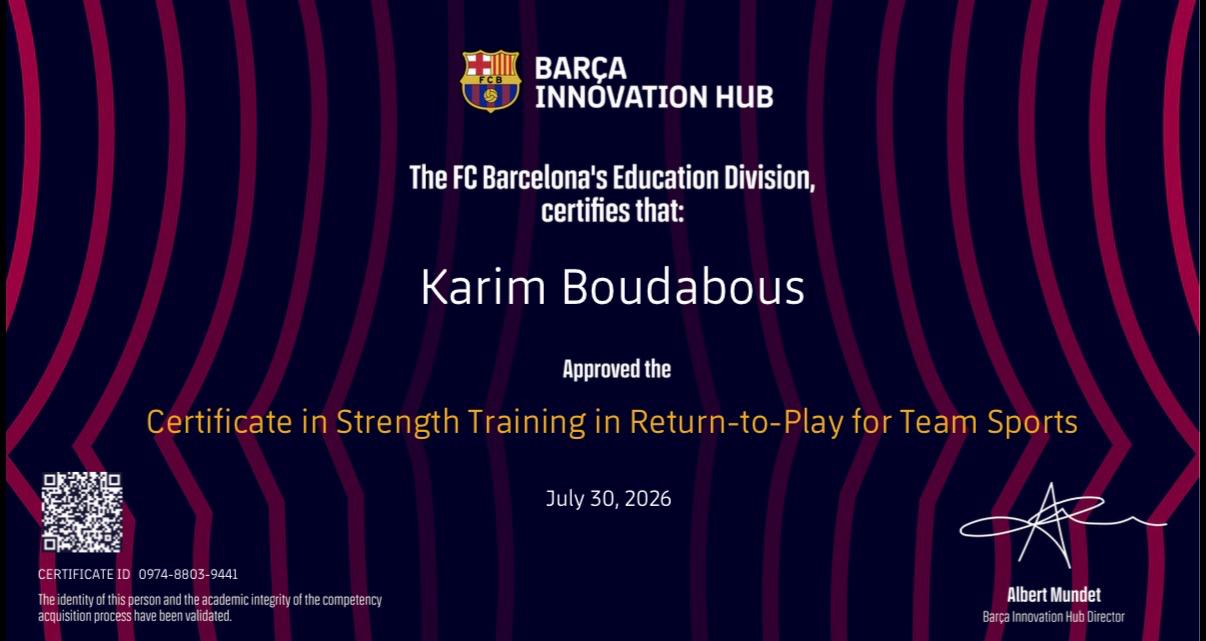 FCB
BARÇA
INNOVATION HUB
The FC Barcelona's Education Division,
certifies that:
Karim Boudabous
Approved the
Certificate in Strength Training in Return-to-Play for Team Sports
July 30, 2026
CERTIFICATE ID 0974-8803-9441
The identity of this person and the academic integrity of the competency
acquisition process have been validated.
Albert Mundet
Barça Innovation Hub Director